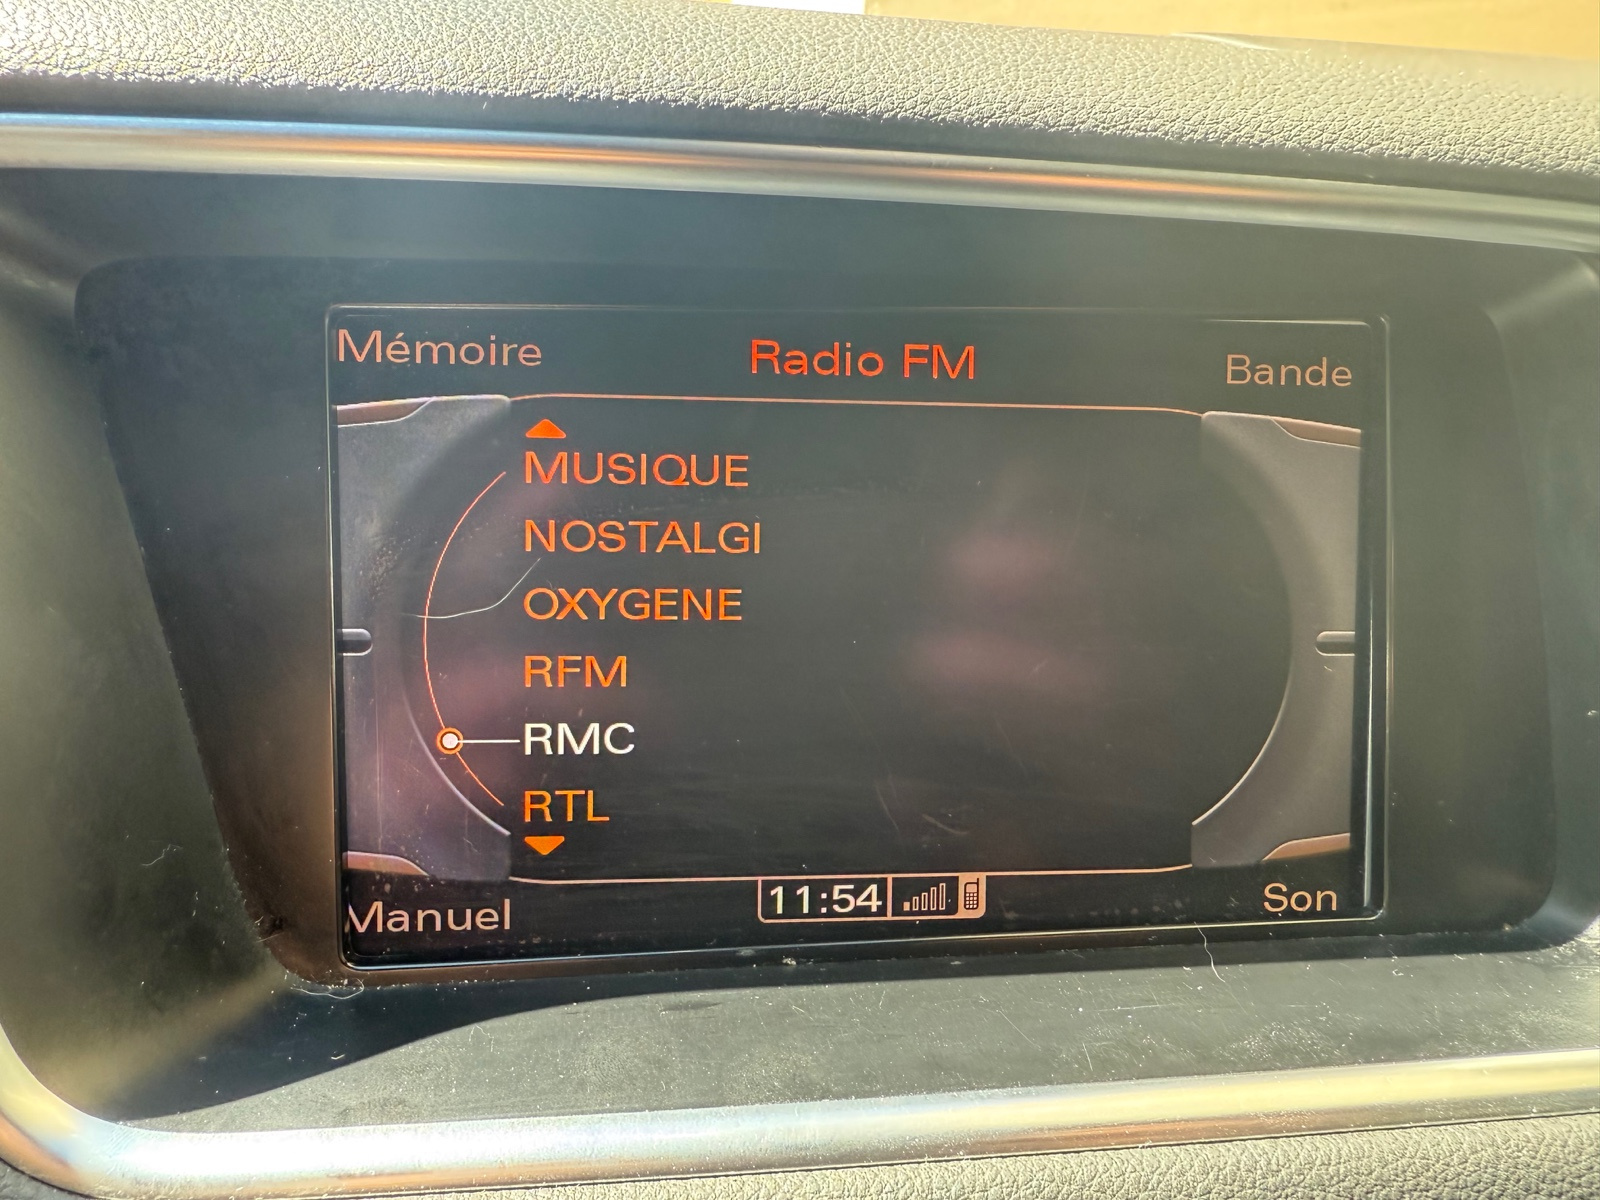 Mémoire
Radio FM
Bande
MUSIQUE
NOSTALGI
OXYGENE
RFM
RMC
RTL
Manuel
11:54
Son